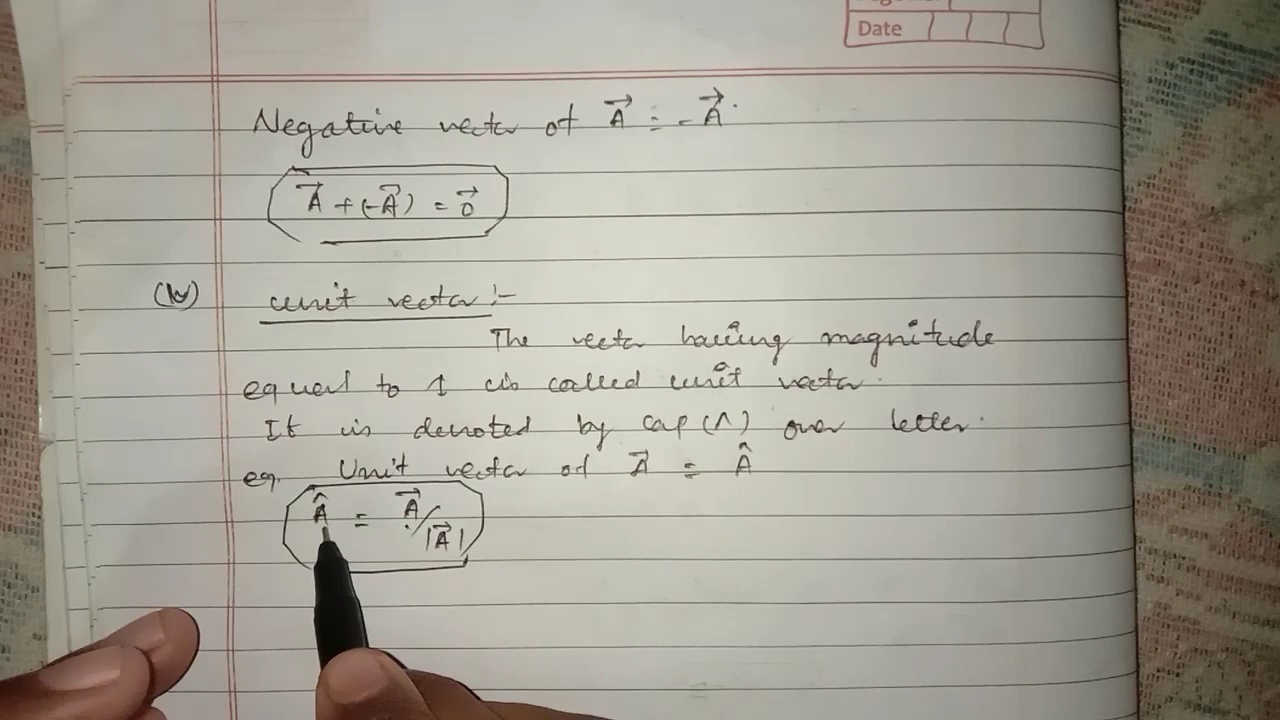 Date
Negative vector of A⃗ = -A⃗.
A⃗ + (-A⃗) = 0⃗
(iv) unit vector :-
The vector having magnitude
equal to 1 is called unit vector.
It is denoted by cap (^) over letter.
eg. Unit vector of A⃗ = Â
Â = A⃗/|A⃗|